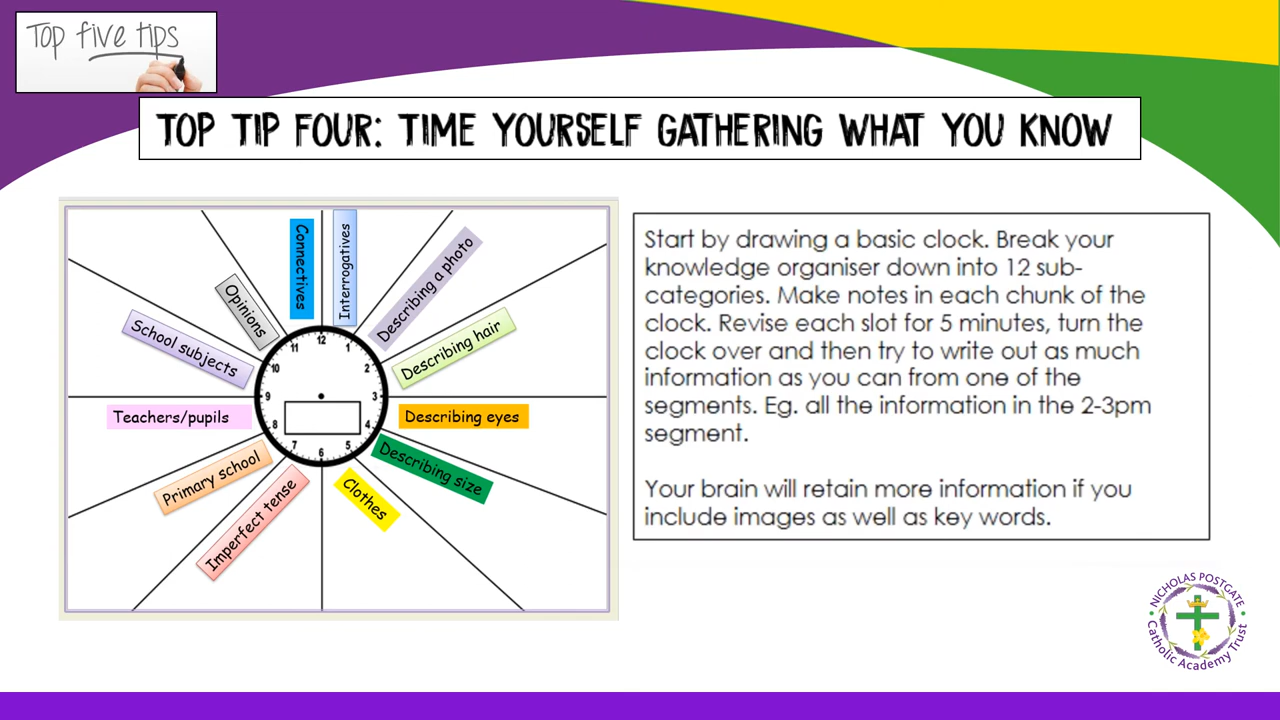 Top five tips
TOP TIP FOUR: TIME YOURSELF GATHERING WHAT YOU KNOW
Connectives
Interrogatives
Describing a photo
Describing hair
Describing eyes
Describing size
Clothes
Imperfect tense
Primary school
Teachers/pupils
School subjects
Opinions
12
1
2
3
4
5
6
7
8
9
10
11
Start by drawing a basic clock. Break your
knowledge organiser down into 12 sub-
categories. Make notes in each chunk of the
clock. Revise each slot for 5 minutes, turn the
clock over and then try to write out as much
information as you can from one of the
segments. Eg. all the information in the 2-3pm
segment.
Your brain will retain more information if you
include images as well as key words.
NICHOLAS POSTGATE
Catholic Academy Trust